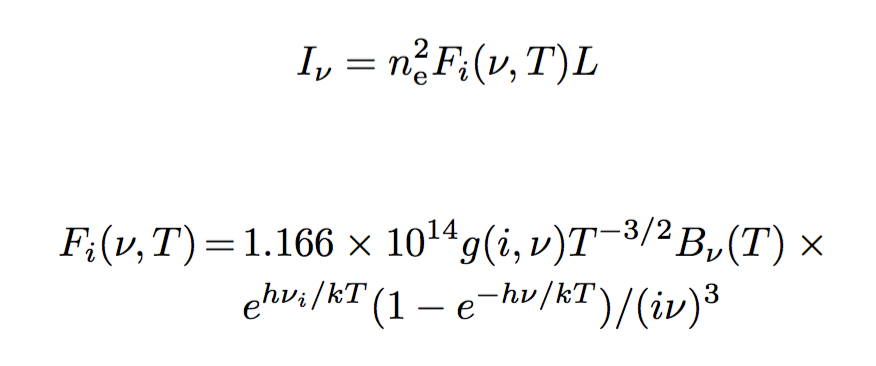 I_ν = n_e^2 F_i(ν, T)L
F_i(ν, T) = 1.166 × 10^{14} g(i, ν)T^{−3/2} B_ν(T) ×
e^{hν_i/kT}(1 − e^{−hν/kT})/(iν)^3